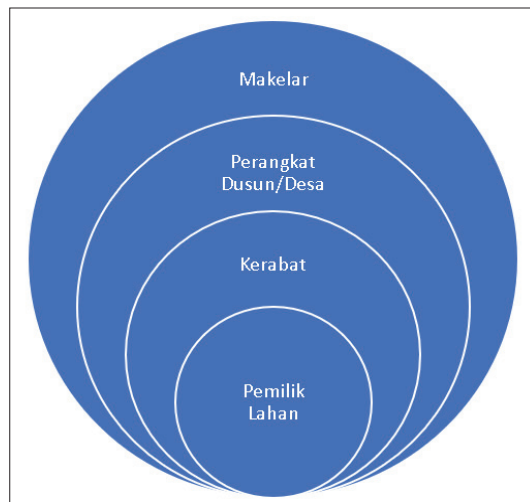 Makelar
Perangkat
Dusun/Desa
Kerabat
Pemilik
Lahan